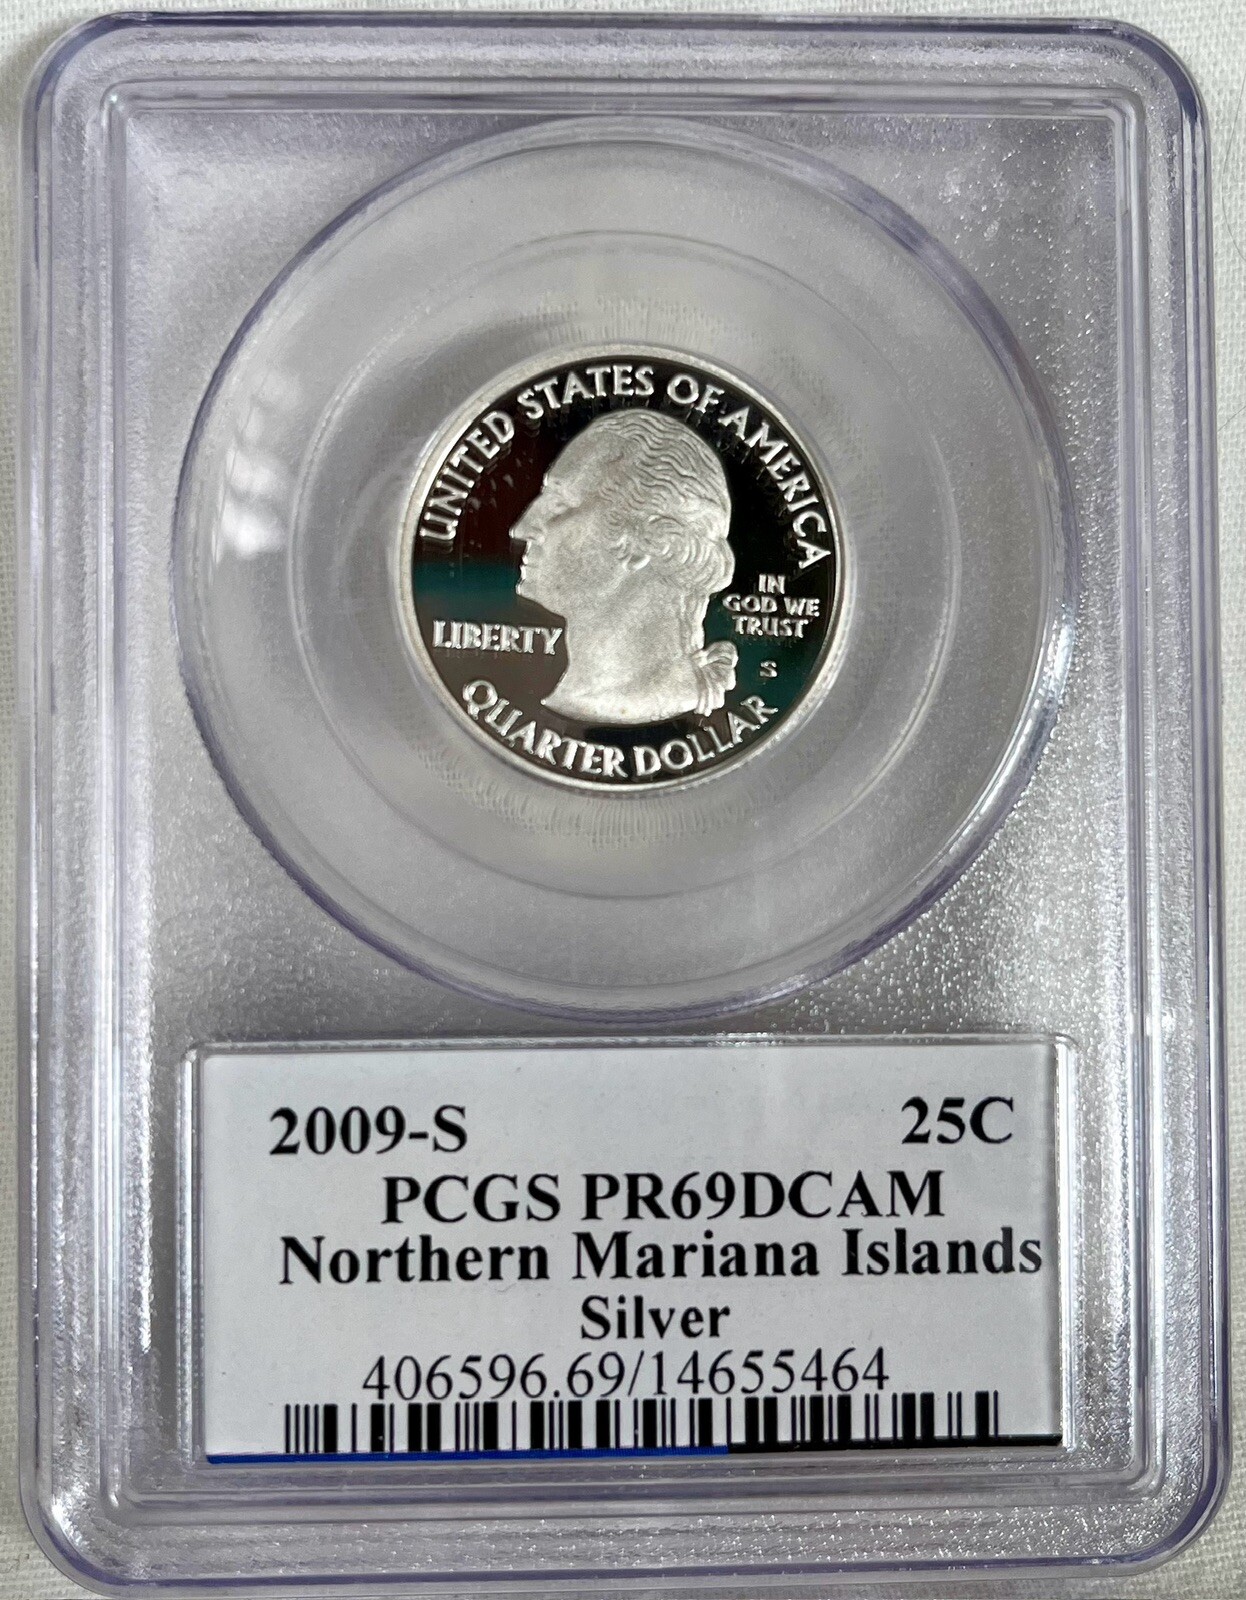 UNITED STATES OF AMERICA
IN
GOD WE
TRUST
LIBERTY
S
QUARTER DOLLAR
2009-S 25C
PCGS PR69DCAM
Northern Mariana Islands
Silver
406596.69/14655464